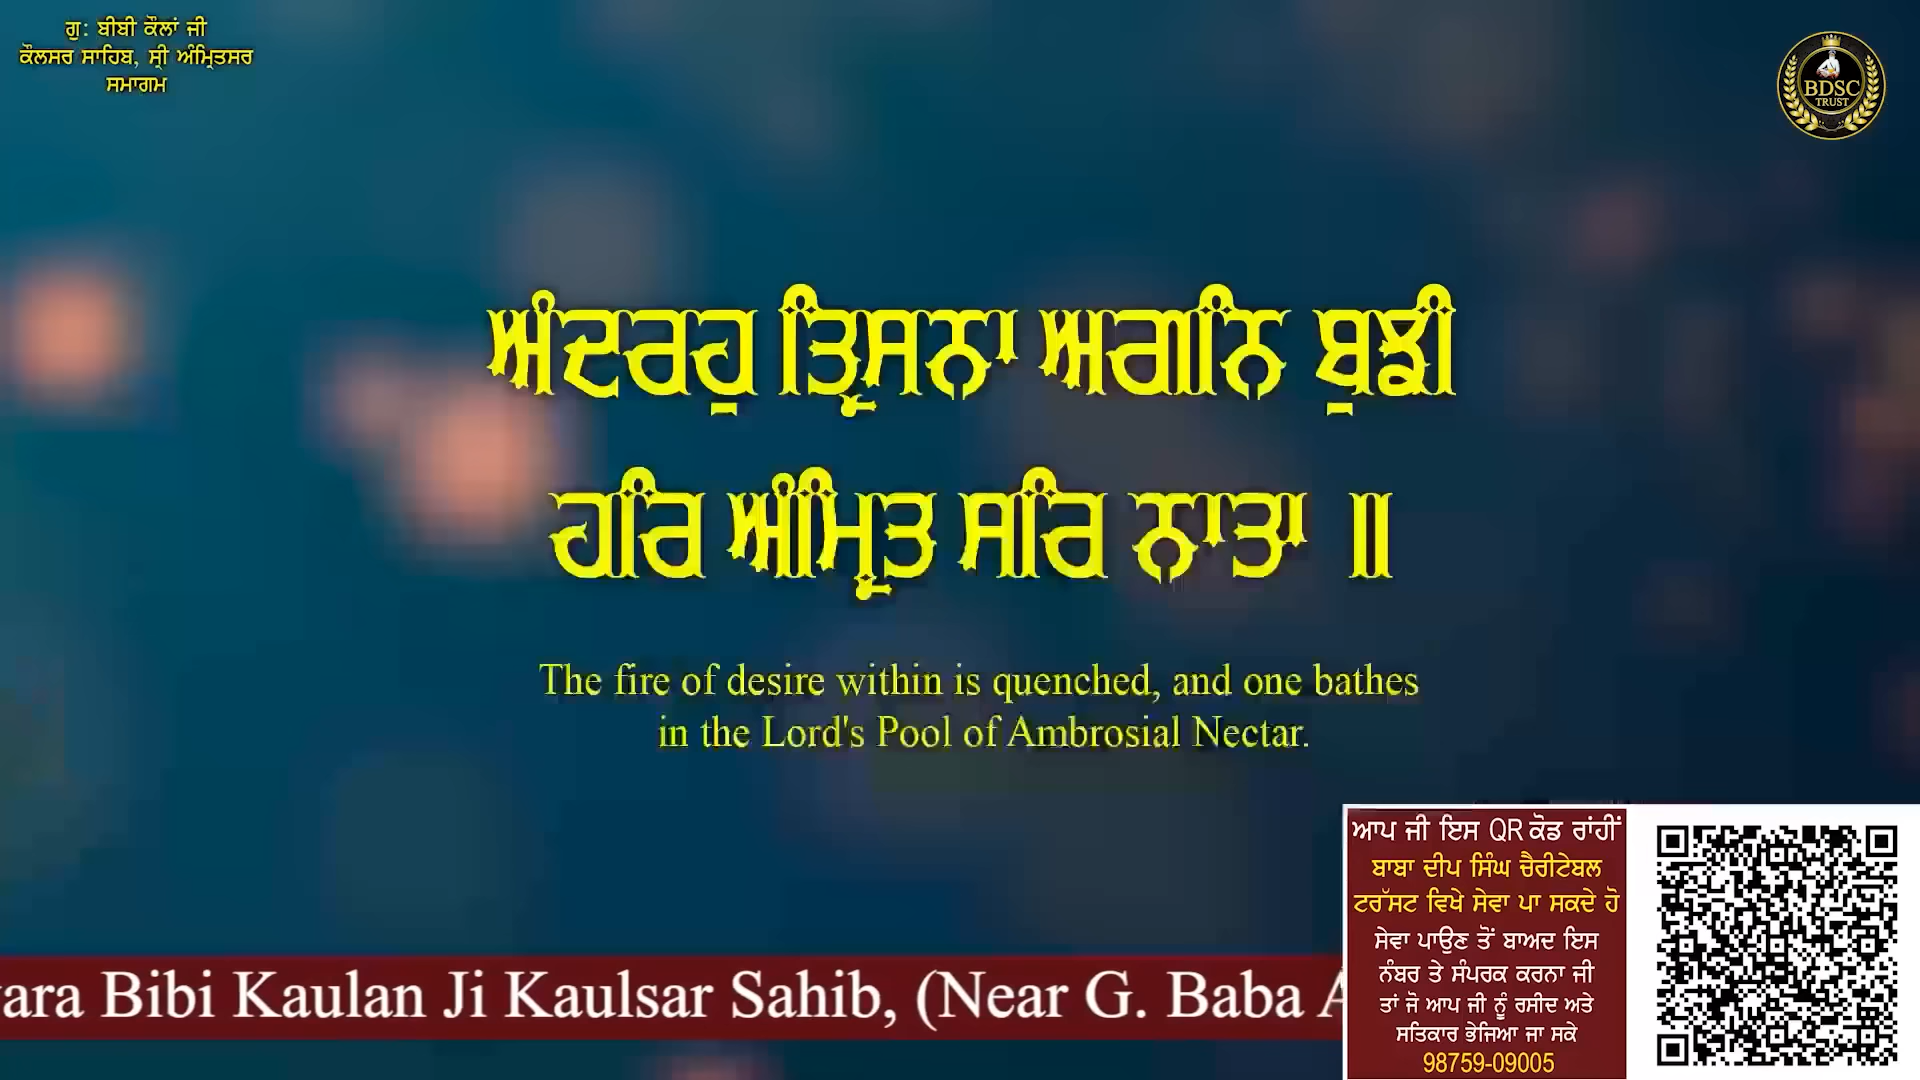 ਗੁ: ਬੀਬੀ ਕੌਲਾਂ ਜੀ
ਕੌਲਸਰ ਸਾਹਿਬ, ਸ੍ਰੀ ਅੰਮ੍ਰਿਤਸਰ
ਸਮਾਗਮ
BDSC
TRUST
ਅੰਦਰਹੁ ਤ੍ਰਿਸਨਾ ਅਗਨਿ ਬੁਝੀ
ਹਰਿ ਅੰਮ੍ਰਿਤ ਸਰਿ ਨਾਤਾ ॥
The fire of desire within is quenched, and one bathes
in the Lord's Pool of Ambrosial Nectar.
ara Bibi Kaulan Ji Kaulsar Sahib, (Near G. Baba A
ਆਪ ਜੀ ਇਸ QR ਕੋਡ ਰਾਂਹੀਂ
ਬਾਬਾ ਦੀਪ ਸਿੰਘ ਚੈਰੀਟੇਬਲ
ਟਰੱਸਟ ਵਿਖੇ ਸੇਵਾ ਪਾ ਸਕਦੇ ਹੋ
ਸੇਵਾ ਪਾਉਣ ਤੋਂ ਬਾਅਦ ਇਸ
ਨੰਬਰ ਤੇ ਸੰਪਰਕ ਕਰਨਾ ਜੀ
ਤਾਂ ਜੋ ਆਪ ਜੀ ਨੂੰ ਰਸੀਦ ਅਤੇ
ਸਤਿਕਾਰ ਭੇਜਿਆ ਜਾ ਸਕੇ
98759-09005